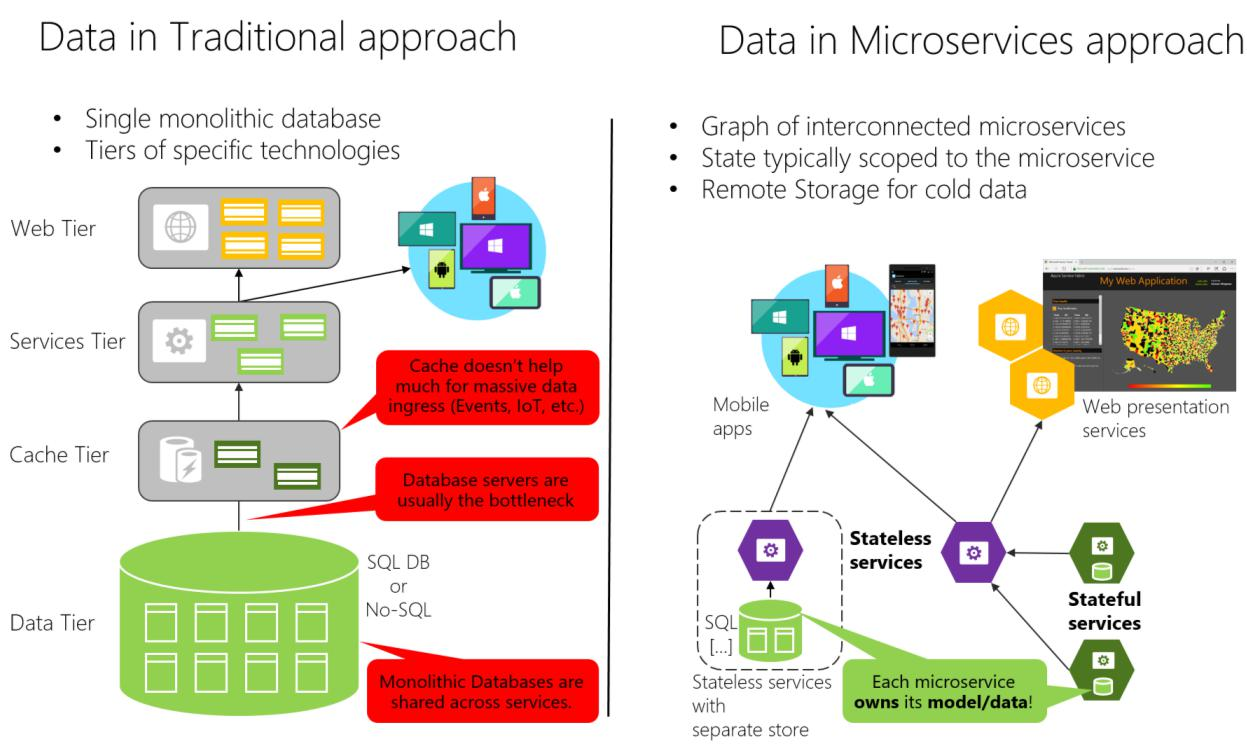 Data in Traditional approach
• Single monolithic database
• Tiers of specific technologies
Web Tier
Services Tier
Cache doesn't help
much for massive data
ingress (Events, IoT, etc.)
Cache Tier
Database servers are
usually the bottleneck
SQL DB
or
No-SQL
Data Tier
Monolithic Databases are
shared across services.
Data in Microservices approach
• Graph of interconnected microservices
• State typically scoped to the microservice
• Remote Storage for cold data
My Web Application
Mobile
apps
Web presentation
services
Stateless
services
Stateful
services
SQL
[...]
Stateless services
with
separate store
Each microservice
owns its model/data!